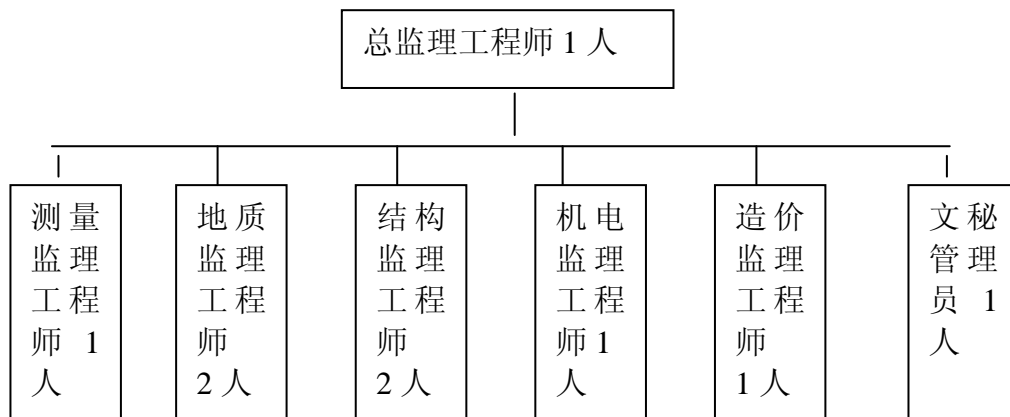 总监理工程师1人
测量
监理
工程
师 1
人
地质
监理
工程
师
2人
结构
监理
工程
师
2人
机电
监理
工程
师1
人
造价
监理
工程
师
1人
文秘
管理
员 1
人